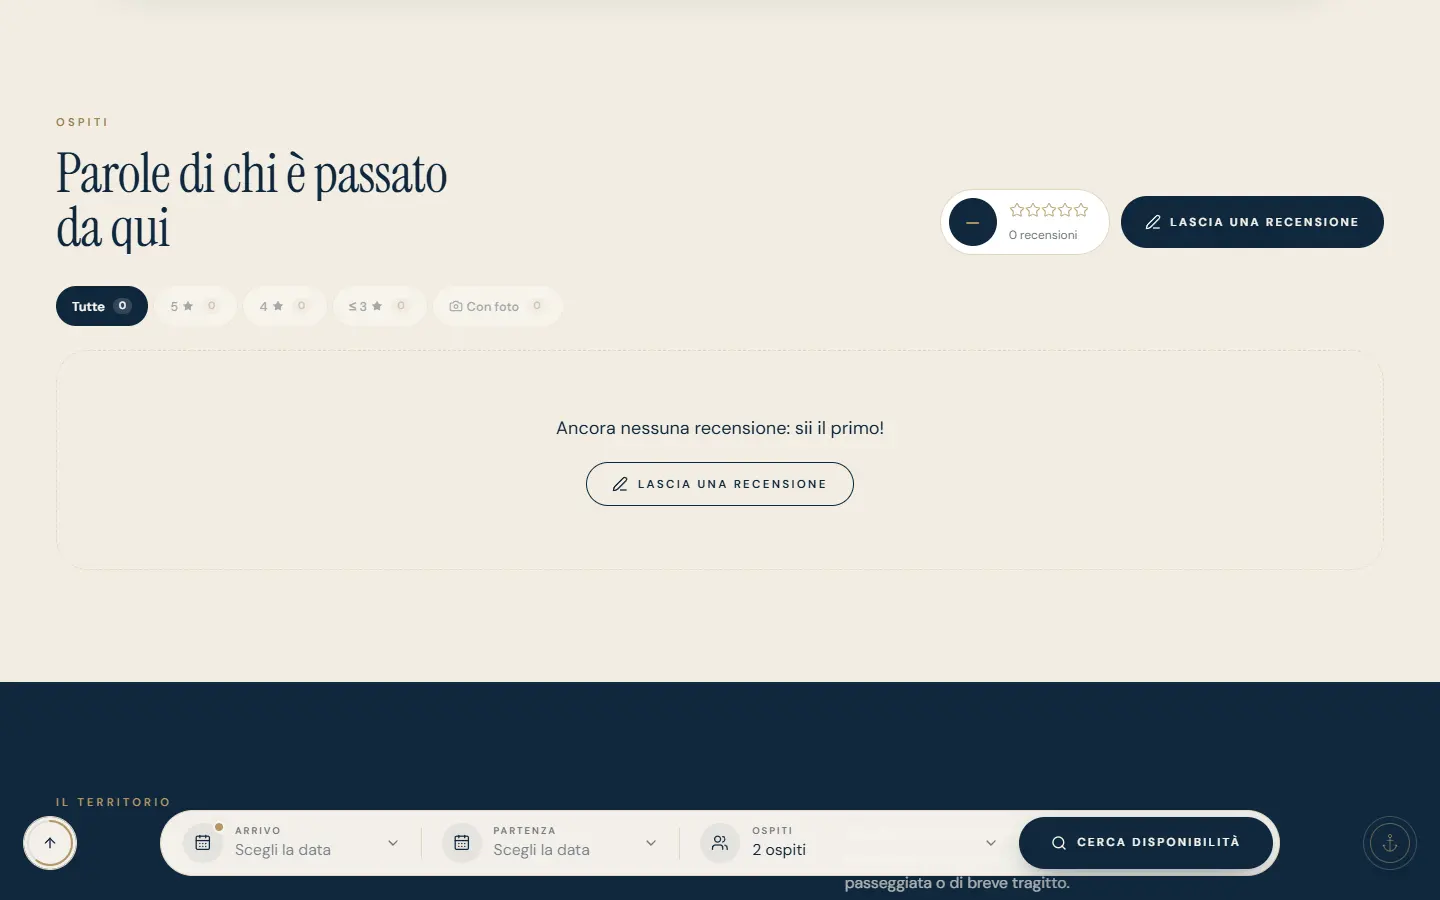 OSPITI
Parole di chi è passato
da qui
0 recensioni
LASCIA UNA RECENSIONE
Tutte 0
5 ★ 0
4 ★ 0
≤ 3 ★ 0
Con foto 0
Ancora nessuna recensione: sii il primo!
LASCIA UNA RECENSIONE
IL TERRITORIO
ARRIVO
Scegli la data
PARTENZA
Scegli la data
OSPITI
2 ospiti
CERCA DISPONIBILITÀ
passeggiata o di breve tragitto.